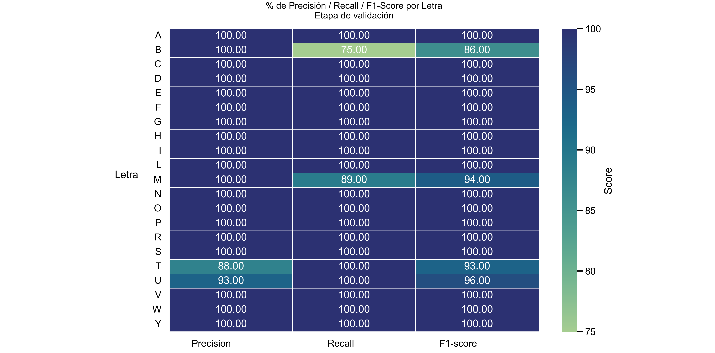 % de Precisión / Recall / F1-Score por Letra
Etapa de validación
A 100.00 100.00 100.00
B 100.00 75.00 86.00
C 100.00 100.00 100.00
D 100.00 100.00 100.00
E 100.00 100.00 100.00
F 100.00 100.00 100.00
G 100.00 100.00 100.00
H 100.00 100.00 100.00
I 100.00 100.00 100.00
L 100.00 100.00 100.00
M 100.00 89.00 94.00
N 100.00 100.00 100.00
O 100.00 100.00 100.00
P 100.00 100.00 100.00
R 100.00 100.00 100.00
S 100.00 100.00 100.00
T 88.00 100.00 93.00
U 93.00 100.00 96.00
V 100.00 100.00 100.00
W 100.00 100.00 100.00
Y 100.00 100.00 100.00
Letra
Precision Recall F1-score
100
95
90
85
80
75
Score